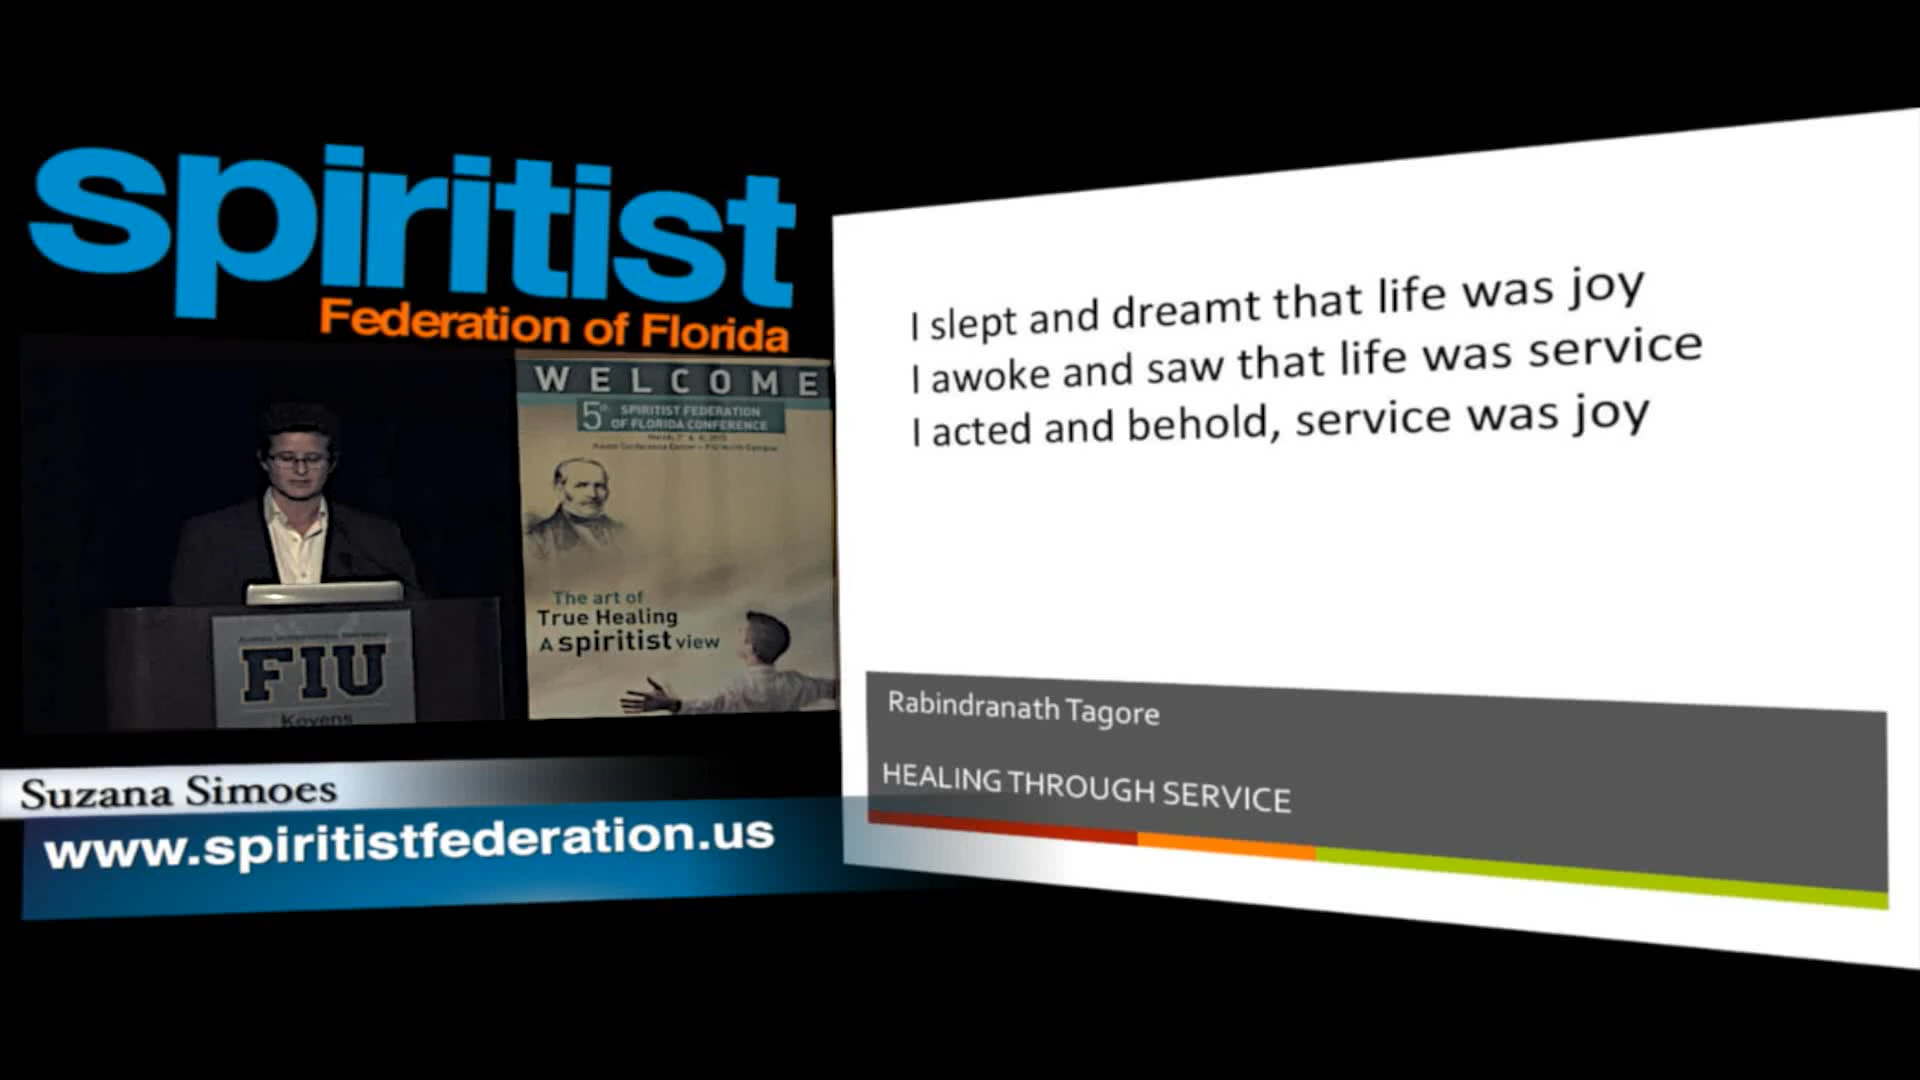 spiritist
Federation of Florida
WELCOME
5th SPIRITIST FEDERATION
OF FLORIDA CONFERENCE
The art of
True Healing
A spiritist view
FIU
Kovens
Suzana Simoes
www.spiritistfederation.us
I slept and dreamt that life was joy
I awoke and saw that life was service
I acted and behold, service was joy
Rabindranath Tagore
HEALING THROUGH SERVICE